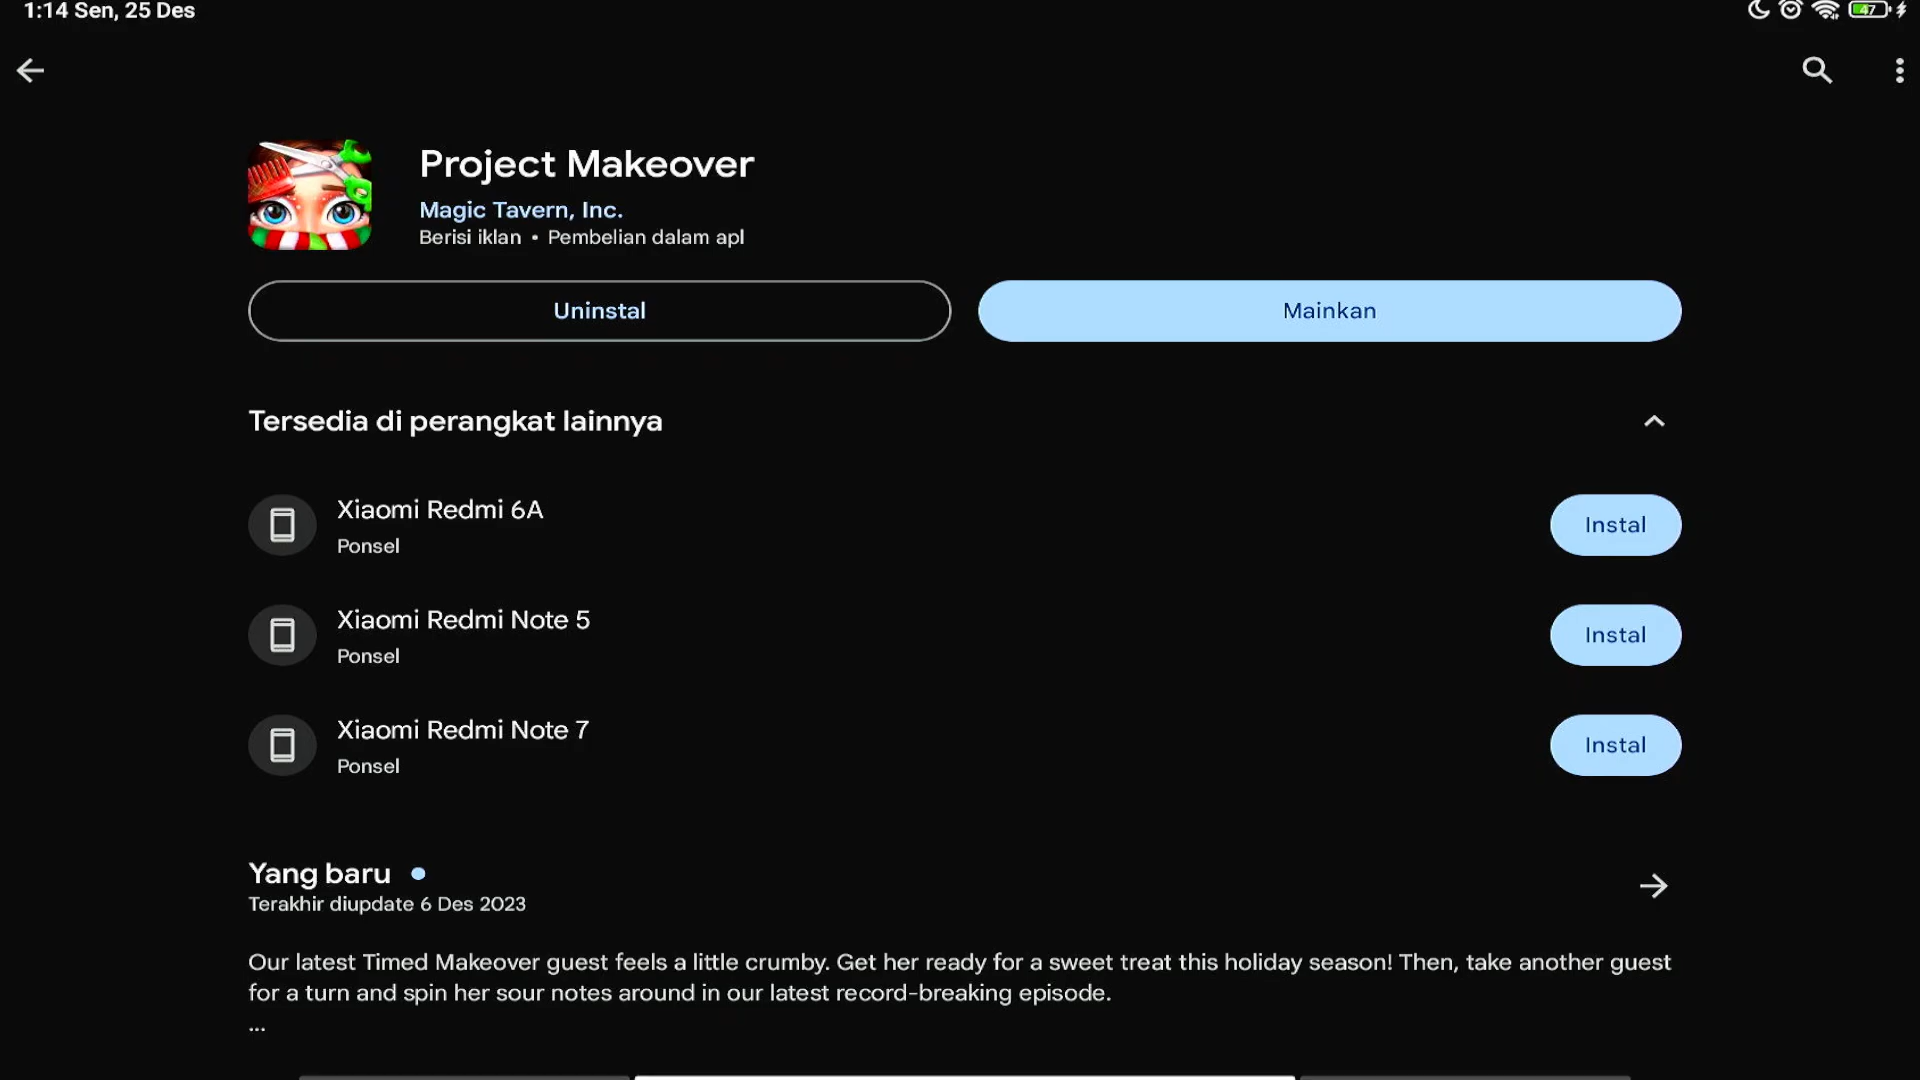 1:14 Sen, 25 Des
47
Project Makeover
Magic Tavern, Inc.
Berisi iklan • Pembelian dalam apl
Uninstal
Mainkan
Tersedia di perangkat lainnya
Xiaomi Redmi 6A
Ponsel
Instal
Xiaomi Redmi Note 5
Ponsel
Instal
Xiaomi Redmi Note 7
Ponsel
Instal
Yang baru
Terakhir diupdate 6 Des 2023
Our latest Timed Makeover guest feels a little crumby. Get her ready for a sweet treat this holiday season! Then, take another guest
for a turn and spin her sour notes around in our latest record-breaking episode.
...